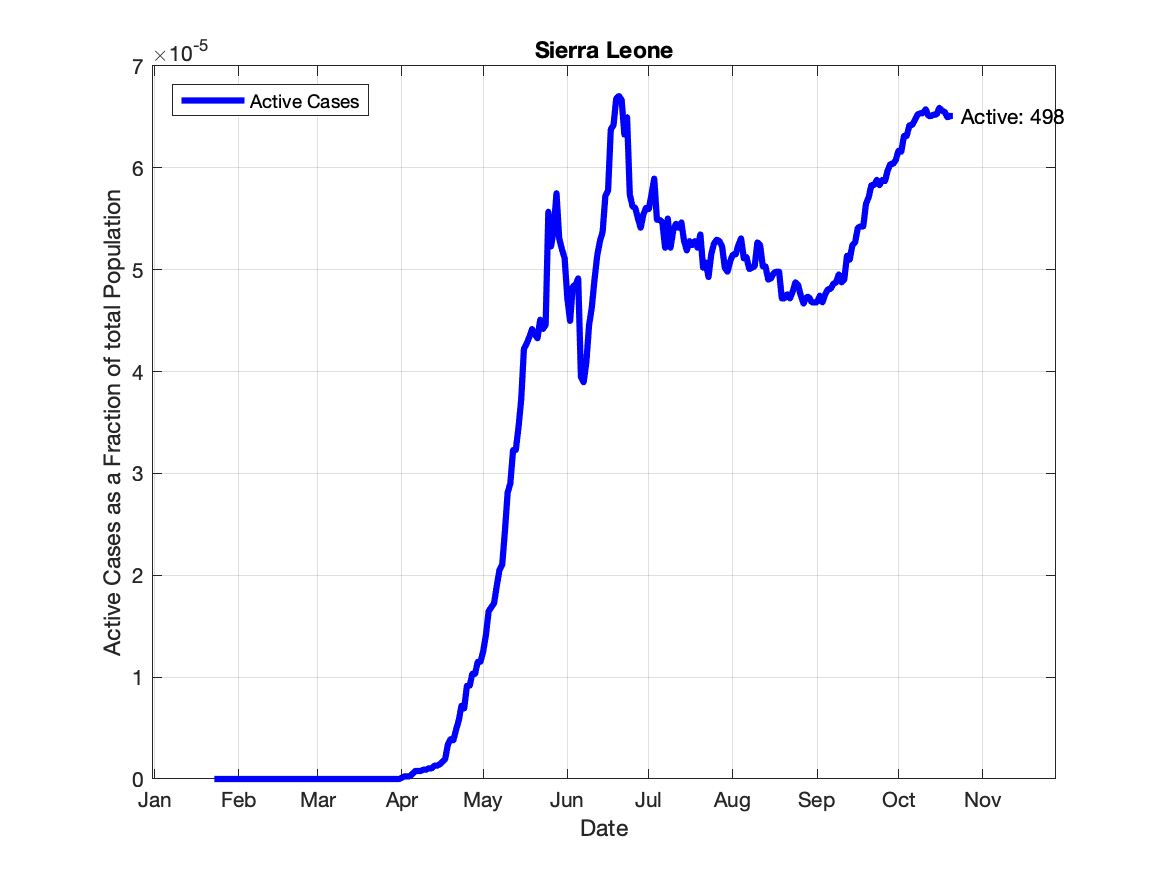 Sierra Leone
×10-5
Active Cases
Active: 498
7
6
5
4
3
2
1
0
Active Cases as a Fraction of total Population
Jan Feb Mar Apr May Jun Jul Aug Sep Oct Nov
Date